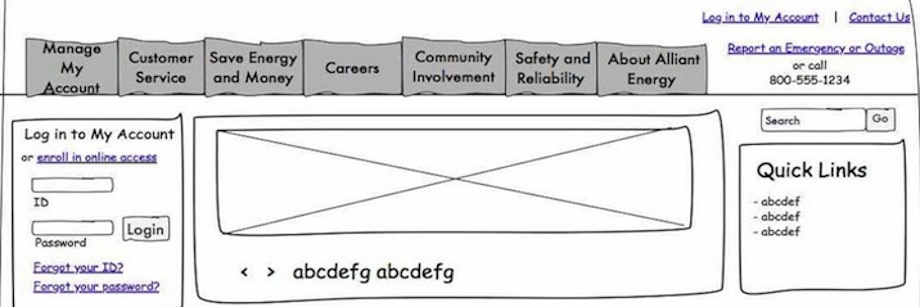 Log in to My Account | Contact Us
Manage
My
Account
Customer
Service
Save Energy
and Money
Careers
Community
Involvement
Safety and
Reliability
About Alliant
Energy
Report an Emergency or Outage
or call
800-555-1234
Log in to My Account
or enroll in online access
ID
Password
Login
Forgot your ID?
Forgot your password?
< > abcdefg abcdefg
Search
Go
Quick Links
- abcdef
- abcdef
- abcdef